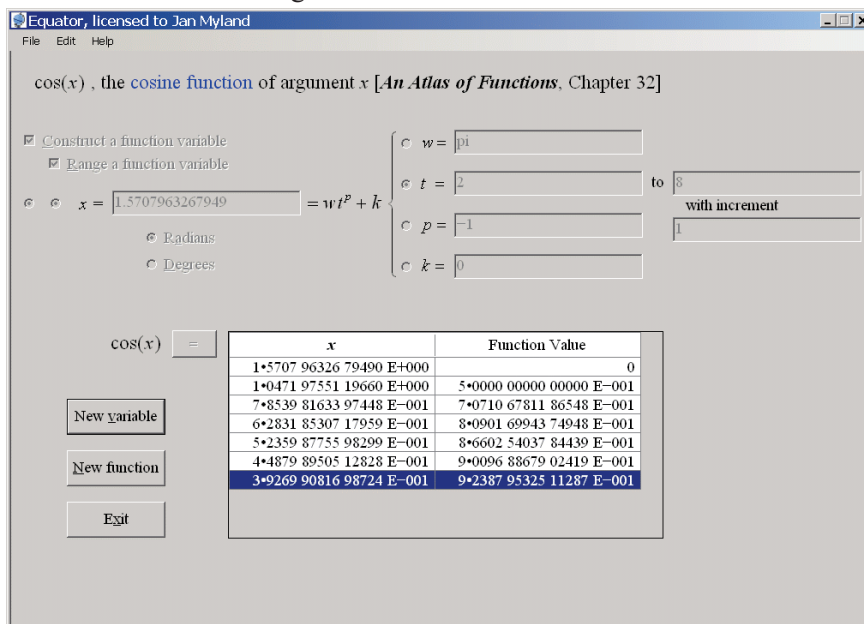 Equator, licensed to Jan Myland
File Edit Help
cos(x) , the cosine function of argument x [An Atlas of Functions, Chapter 32]
Construct a function variable
Range a function variable
w = pi
t = 2 to 8
with increment
1
x = 1.5707963267949 = wt^p + k
p = −1
Radians
Degrees
k = 0
cos(x) =
x Function Value
1•5707 96326 79490 E+000 0
1•0471 97551 19660 E+000 5•0000 00000 00000 E−001
7•8539 81633 97448 E−001 7•0710 67811 86548 E−001
6•2831 85307 17959 E−001 8•0901 69943 74948 E−001
5•2359 87755 98299 E−001 8•6602 54037 84439 E−001
4•4879 89505 12828 E−001 9•0096 88679 02419 E−001
3•9269 90816 98724 E−001 9•2387 95325 11287 E−001
New variable
New function
Exit